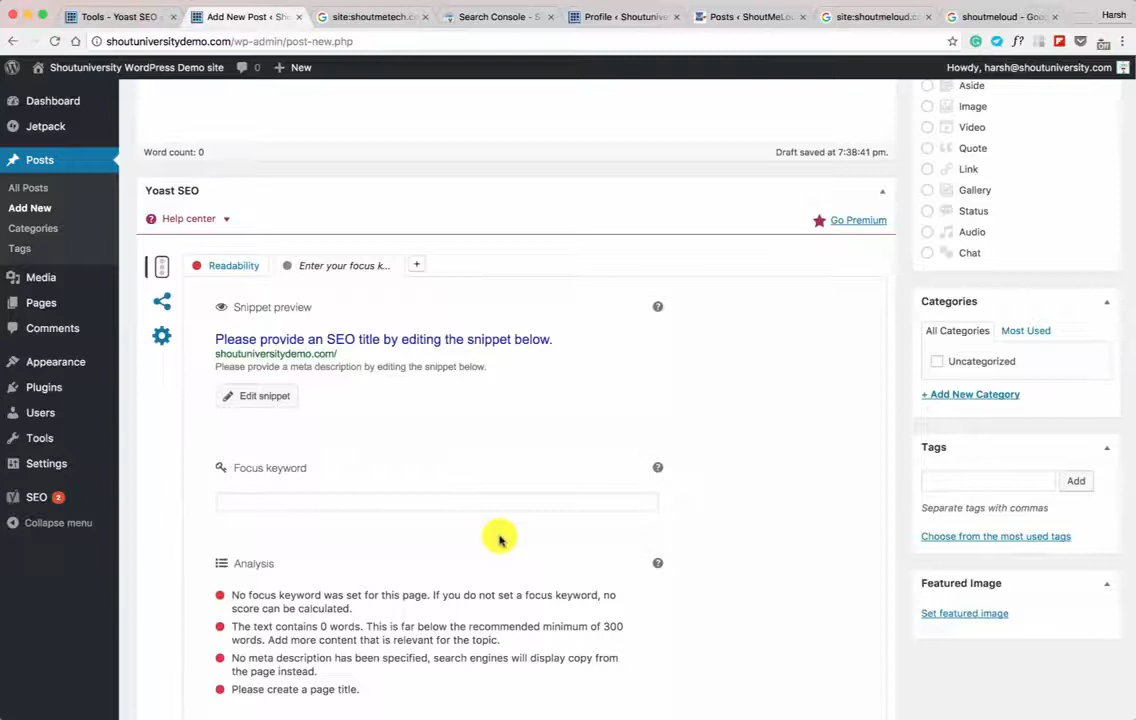 Tools - Yoast SEO
Add New Post ‹ Sh
site:shoutmetech.c
Search Console - S
Profile ‹ Shoutunive
Posts ‹ ShoutMeLou
site:shoutmeloud.c
shoutmeloud - Goo
Harsh
shoutuniversitydemo.com/wp-admin/post-new.php
f?
Off
Shoutuniversity WordPress Demo site
0
New
Howdy, harsh@shoutuniversity.com
Dashboard
Jetpack
Posts
All Posts
Add New
Categories
Tags
Media
Pages
Comments
Appearance
Plugins
Users
Tools
Settings
SEO 2
Collapse menu
Word count: 0
Draft saved at 7:38:41 pm.
Yoast SEO
Help center
Go Premium
Readability
Enter your focus k...
+
Snippet preview
?
Please provide an SEO title by editing the snippet below.
shoutuniversitydemo.com/
Please provide a meta description by editing the snippet below.
Edit snippet
Focus keyword
?
Analysis
?
No focus keyword was set for this page. If you do not set a focus keyword, no
score can be calculated.
The text contains 0 words. This is far below the recommended minimum of 300
words. Add more content that is relevant for the topic.
No meta description has been specified, search engines will display copy from
the page instead.
Please create a page title.
Aside
Image
Video
Quote
Link
Gallery
Status
Audio
Chat
Categories
All Categories
Most Used
Uncategorized
+ Add New Category
Tags
Add
Separate tags with commas
Choose from the most used tags
Featured Image
Set featured image